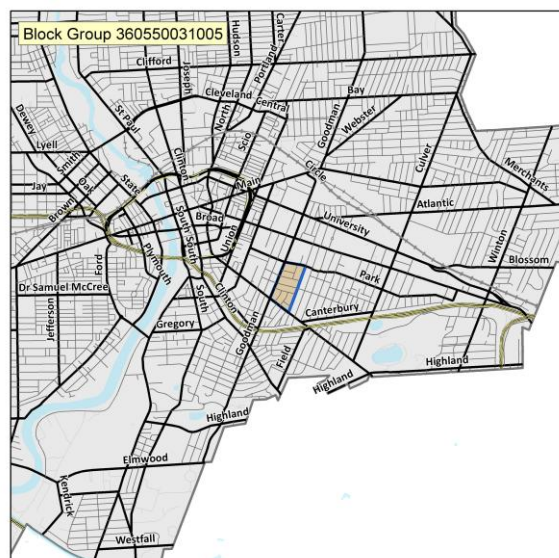 Block Group 360550031005
Hudson
Carter
Portland
Clifford
Joseph
Cleveland
North
Central
Bay
Goodman
Webster
Dewey
St Paul
Lyell
Smith
Clinton
Scio
Circle
Culver
Merchants
Jay
Oak
State
Main
Brown
Broad
Union
University
Atlantic
South South
Plymouth
Ford
Winton
Blossom
Park
Dr Samuel McCree
Jefferson
South
Clinton
Canterbury
Gregory
Goodman
Field
Highland
Highland
Highland
Elmwood
Kendrick
Westfall